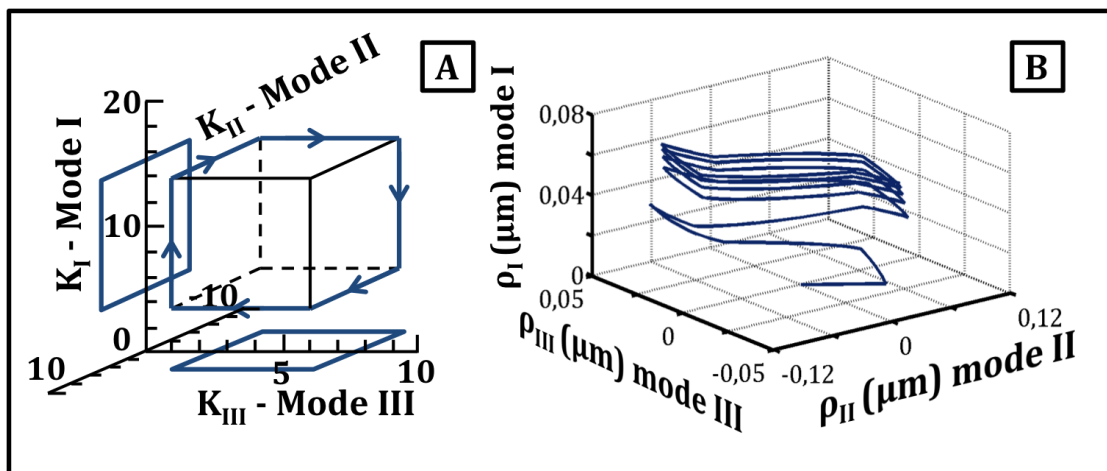 A
20
K_II - Mode II
K_I - Mode I
10
-10
0
0
10
5
10
K_III - Mode III
B
ρ_I (µm) mode I
0,08
0,04
0
0,05
0
-0,05
ρ_III (µm) mode III
-0,12
0
0,12
ρ_II (µm) mode II